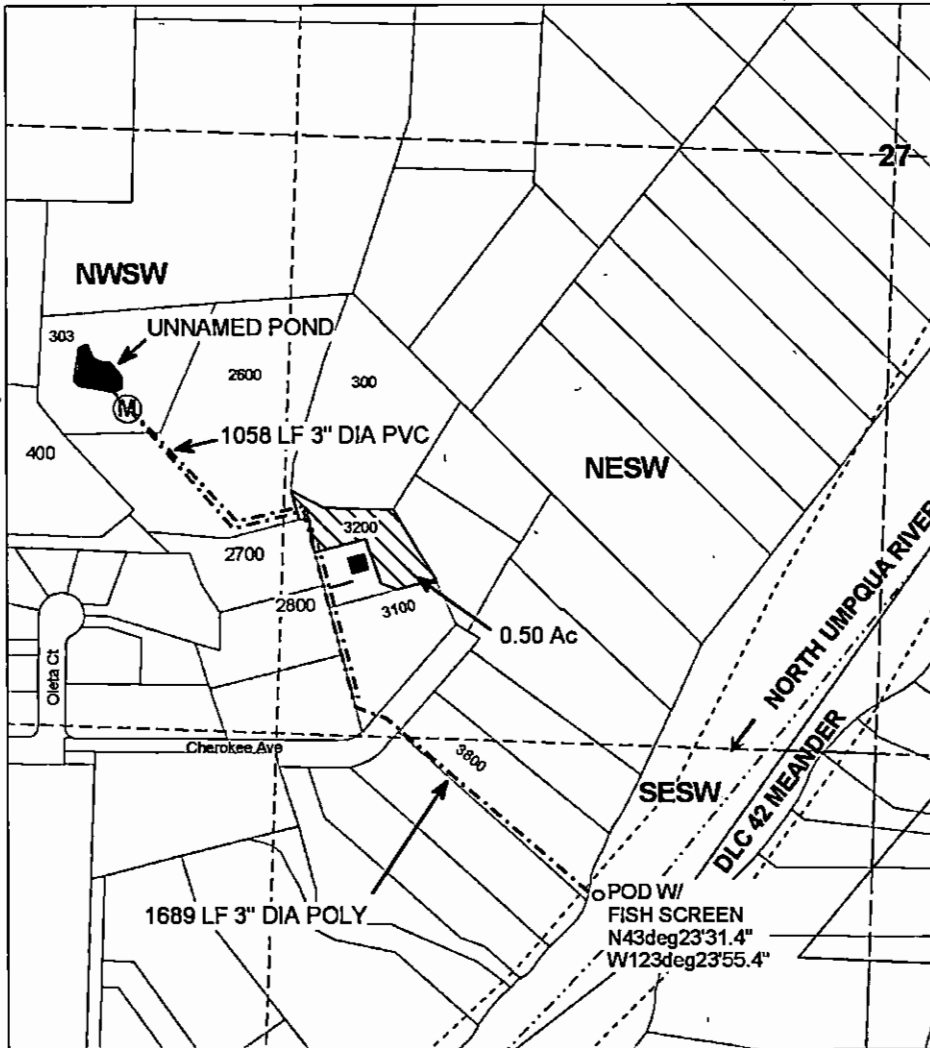 27
NWSW
303
UNNAMED POND
2600
300
M
400
1058 LF 3" DIA PVC
NESW
3200
2700
2800
3100
0.50 Ac
NORTH UMPQUA RIVER
Oleta Ct
Cherokee Ave
3800
SESW
DLC 42 MEANDER
1689 LF 3" DIA POLY
POD W/
FISH SCREEN
N43deg23'31.4"
W123deg23'55.4"